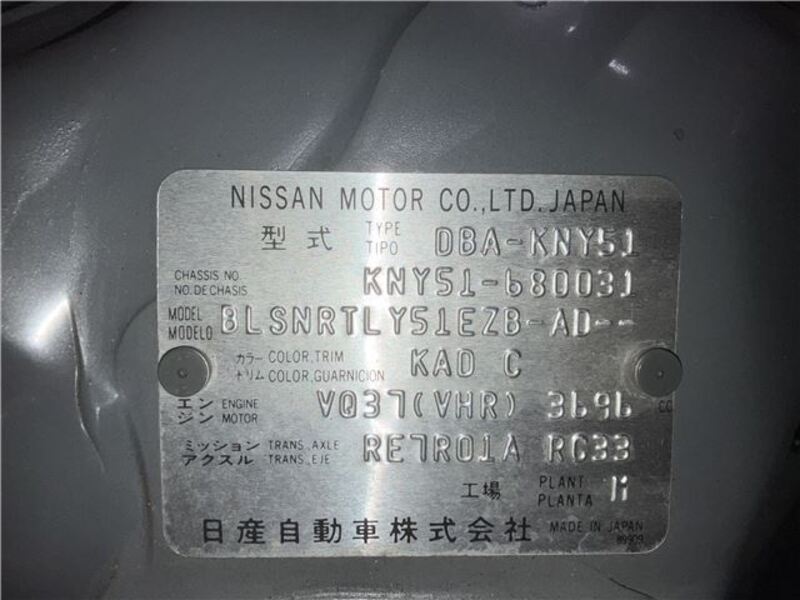 NISSAN MOTOR CO.,LTD.JAPAN
型式 TYPE TIPO DBA-KNY51
CHASSIS NO. NO.DE CHASIS KNY51-680031
MODEL MODELO BLSNRTLY51EZB-AD--
カラー トリム COLOR,TRIM COLOR,GUARNICION KAD C
エンジン ENGINE MOTOR VQ37(VHR) 3696 CC
ミッション アクスル TRANS,AXLE TRANS,EJE RE7R01A RC33
工場 PLANT PLANTA
日産自動車株式会社 MADE IN JAPAN
89909